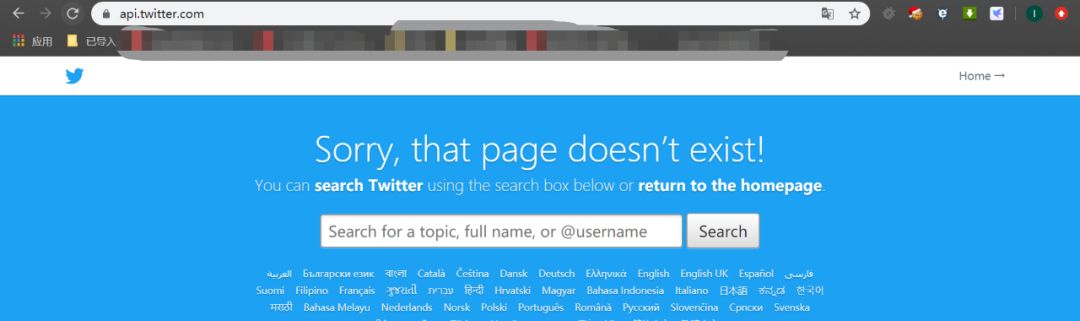 api.twitter.com
应用 已导入
Home →
Sorry, that page doesn't exist!
You can search Twitter using the search box below or return to the homepage.
Search for a topic, full name, or @username Search
العربية Български език বাংলা Català Čeština Dansk Deutsch Ελληνικά English English UK Español فارسی
Suomi Filipino Français ગુજરાતી עברית हिन्दी Hrvatski Magyar Bahasa Indonesia Italiano 日本語 ಕನ್ನಡ 한국어
मराठी Bahasa Melayu Nederlands Norsk Polski Português Română Русский Slovenčina Српски Svenska